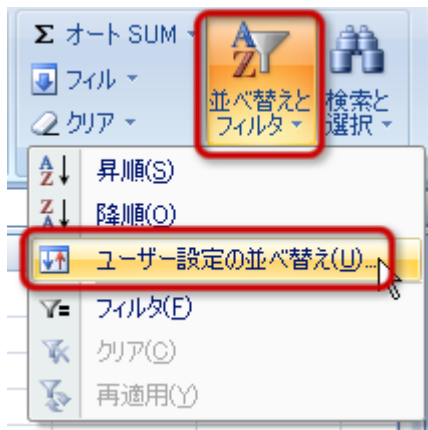 Σ オート SUM
フィル
クリア
並べ替えと
フィルタ
検索と
選択
昇順(S)
降順(O)
ユーザー設定の並べ替え(U)...
フィルタ(F)
クリア(C)
再適用(Y)